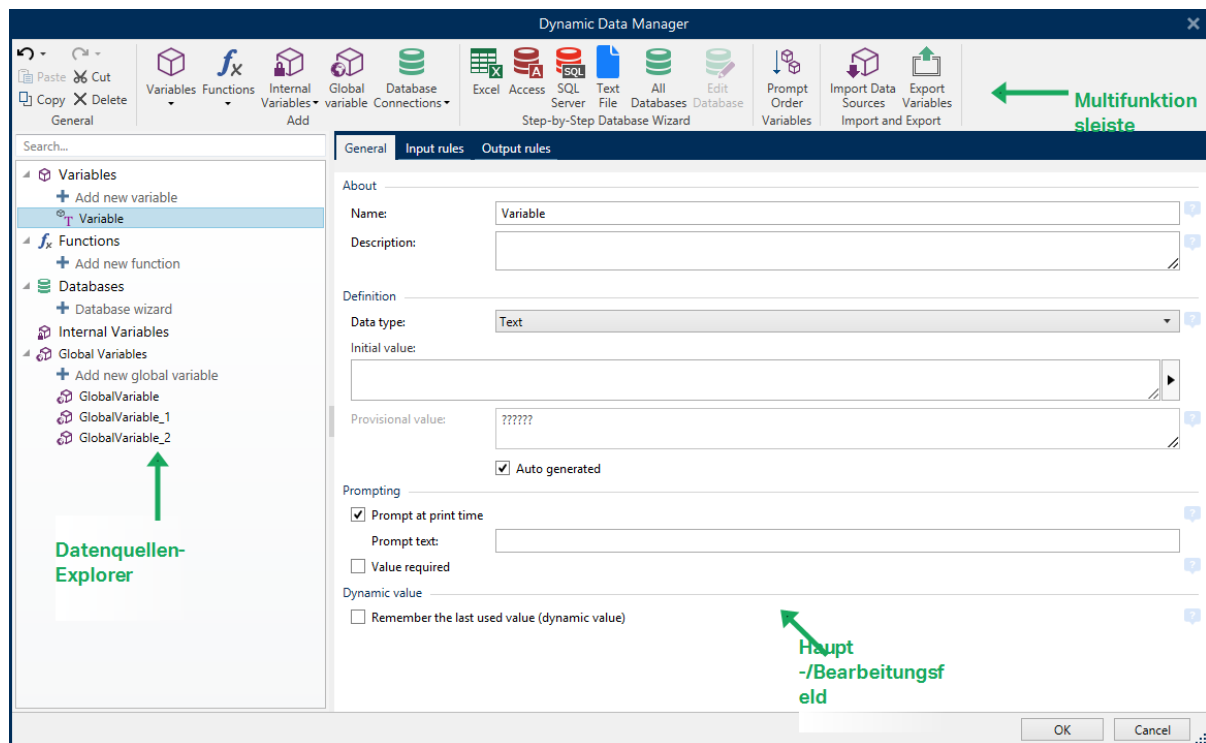 Dynamic Data Manager
Paste Cut
Copy Delete
General
Variables Functions Internal Variables Global variable Database Connections
Add
Excel Access SQL Server Text File All Databases Edit Database
Step-by-Step Database Wizard
Prompt Order
Variables
Import Data Sources Export Variables
Import and Export
Multifunktion
sleiste
Search...
Variables
Add new variable
Variable
Functions
Add new function
Databases
Database wizard
Internal Variables
Global Variables
Add new global variable
GlobalVariable
GlobalVariable_1
GlobalVariable_2
Datenquellen-
Explorer
General Input rules Output rules
About
Name: Variable
Description:
Definition
Data type: Text
Initial value:
Provisional value: ??????
Auto generated
Prompting
Prompt at print time
Prompt text:
Value required
Dynamic value
Remember the last used value (dynamic value)
Haupt
-/Bearbeitungsf
eld
OK Cancel